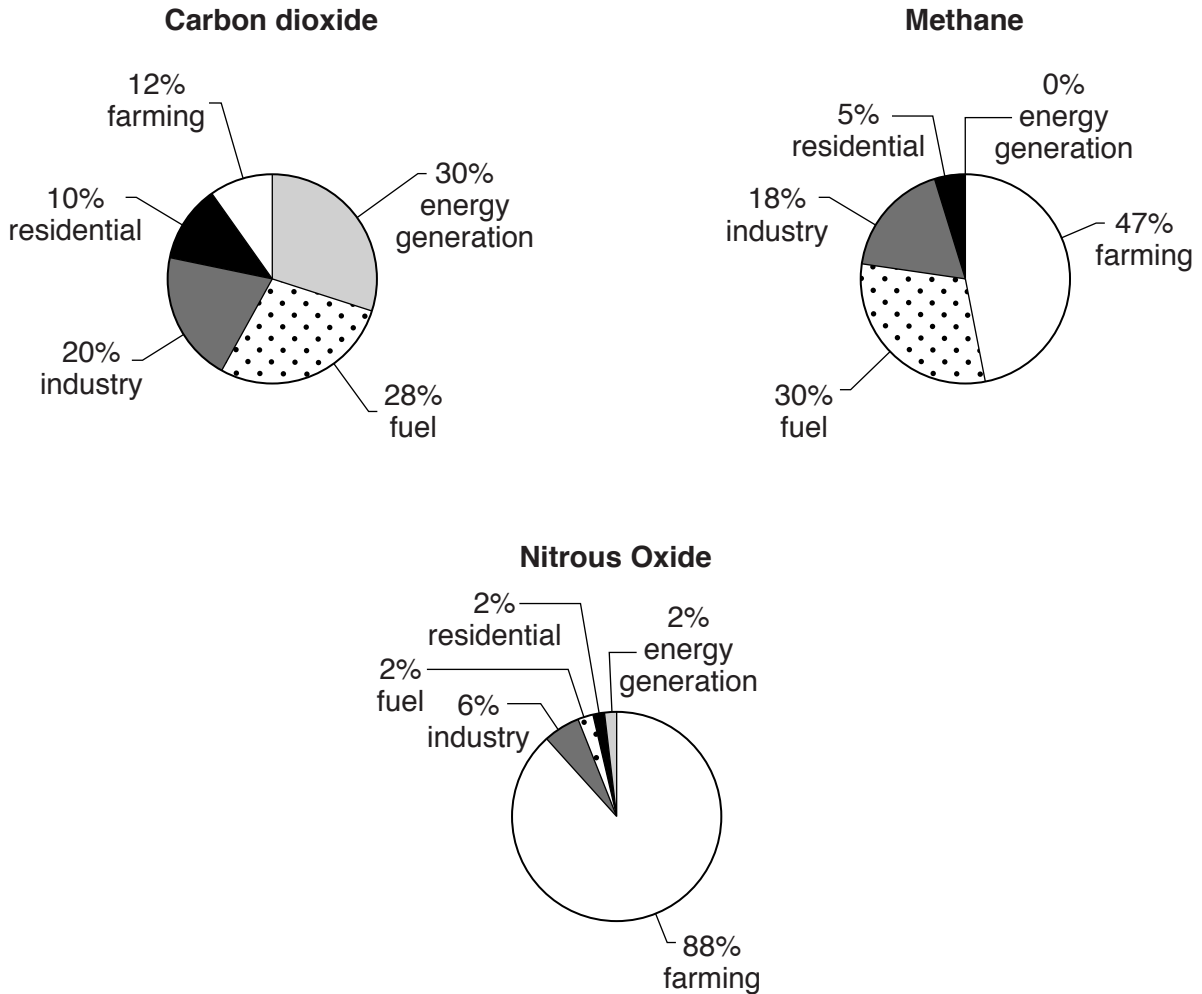 Carbon dioxide
12%
farming
30%
energy
generation
10%
residential
20%
industry
28%
fuel
Methane
0%
energy
generation
5%
residential
18%
industry
47%
farming
30%
fuel
Nitrous Oxide
2%
residential
2%
energy
generation
2%
fuel
6%
industry
88%
farming